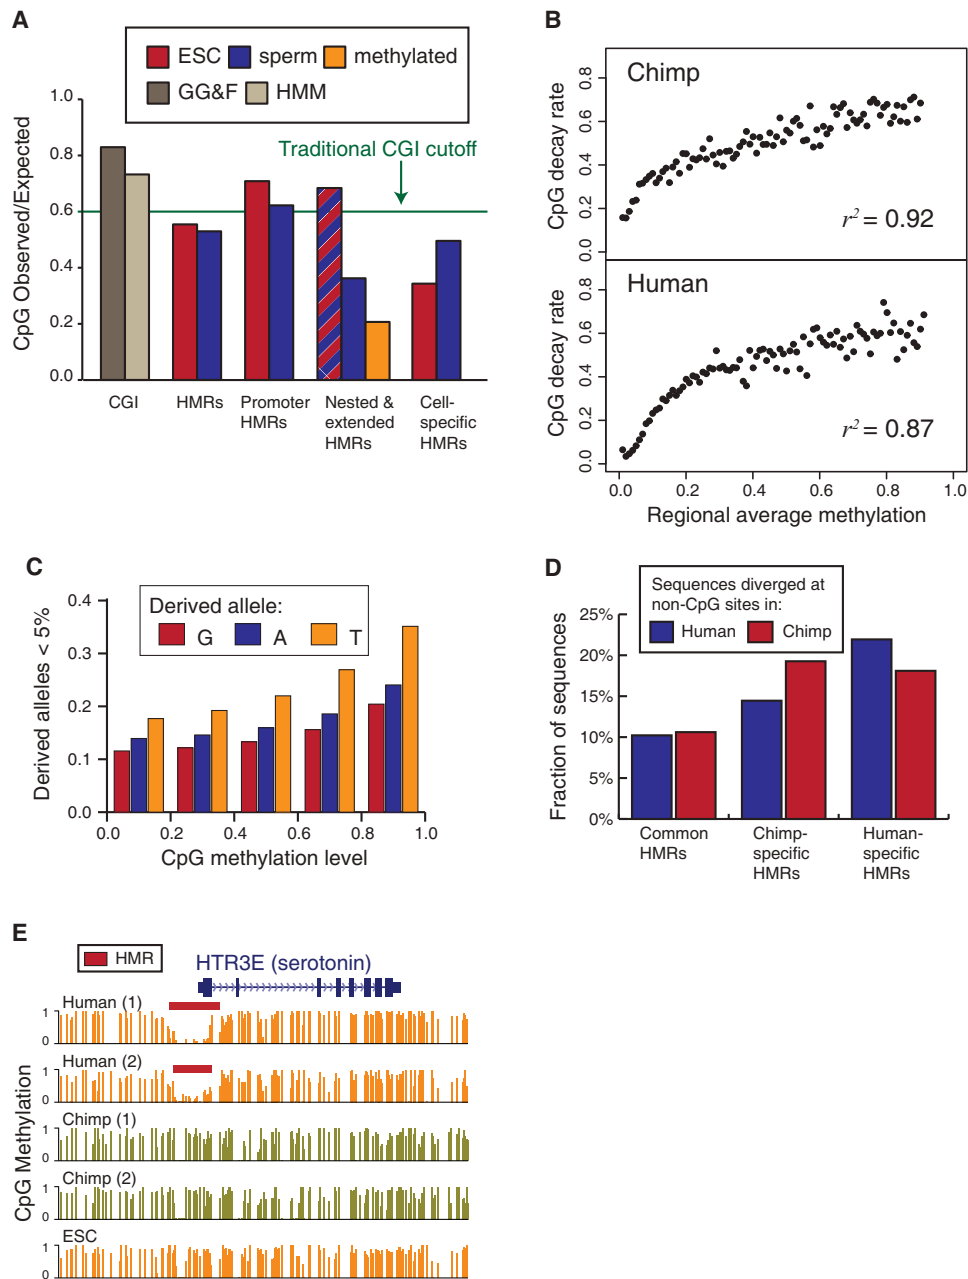 A
ESC sperm methylated
GG&F HMM
CpG Observed/Expected
1.0
0.8
0.6
0.4
0.2
0.0
Traditional CGI cutoff
CGI
HMRs
Promoter
HMRs
Nested &
extended
HMRs
Cell-
specific
HMRs
B
Chimp
CpG decay rate
0.8
0.6
0.4
0.2
0.0
r² = 0.92
Human
CpG decay rate
0.8
0.6
0.4
0.2
0.0
r² = 0.87
0.0 0.2 0.4 0.6 0.8 1.0
Regional average methylation
C
Derived allele:
G A T
Derived alleles < 5%
0.4
0.3
0.2
0.1
0.0
0.0 0.2 0.4 0.6 0.8 1.0
CpG methylation level
D
Sequences diverged at
non-CpG sites in:
Human Chimp
Fraction of sequences
25%
20%
15%
10%
5%
0%
Common
HMRs
Chimp-
specific
HMRs
Human-
specific
HMRs
E
HMR
HTR3E (serotonin)
CpG Methylation
Human (1)
1
0
Human (2)
1
0
Chimp (1)
1
0
Chimp (2)
1
0
ESC
1
0